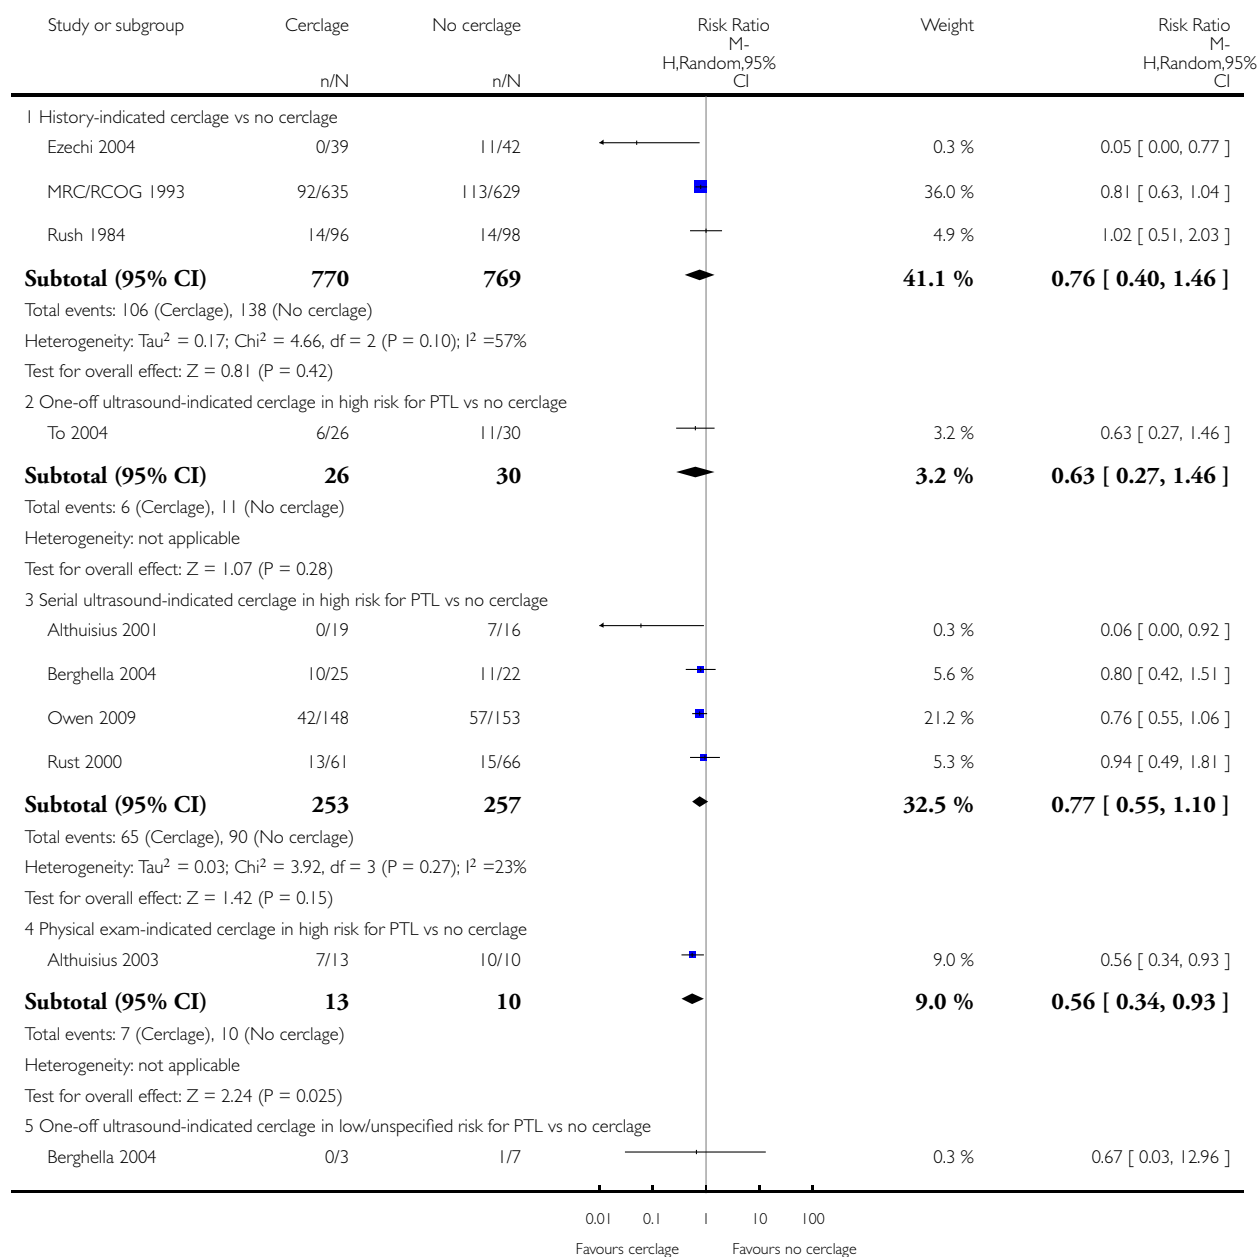 Study or subgroup Cerclage No cerclage Risk Ratio Weight Risk Ratio
M- M-
H,Random,95% H,Random,95%
n/N n/N CI CI
1 History-indicated cerclage vs no cerclage
Ezechi 2004 0/39 11/42 0.3 % 0.05 [ 0.00, 0.77 ]
MRC/RCOG 1993 92/635 113/629 36.0 % 0.81 [ 0.63, 1.04 ]
Rush 1984 14/96 14/98 4.9 % 1.02 [ 0.51, 2.03 ]
Subtotal (95% CI) 770 769 41.1 % 0.76 [ 0.40, 1.46 ]
Total events: 106 (Cerclage), 138 (No cerclage)
Heterogeneity: Tau² = 0.17; Chi² = 4.66, df = 2 (P = 0.10); I² =57%
Test for overall effect: Z = 0.81 (P = 0.42)
2 One-off ultrasound-indicated cerclage in high risk for PTL vs no cerclage
To 2004 6/26 11/30 3.2 % 0.63 [ 0.27, 1.46 ]
Subtotal (95% CI) 26 30 3.2 % 0.63 [ 0.27, 1.46 ]
Total events: 6 (Cerclage), 11 (No cerclage)
Heterogeneity: not applicable
Test for overall effect: Z = 1.07 (P = 0.28)
3 Serial ultrasound-indicated cerclage in high risk for PTL vs no cerclage
Althuisius 2001 0/19 7/16 0.3 % 0.06 [ 0.00, 0.92 ]
Berghella 2004 10/25 11/22 5.6 % 0.80 [ 0.42, 1.51 ]
Owen 2009 42/148 57/153 21.2 % 0.76 [ 0.55, 1.06 ]
Rust 2000 13/61 15/66 5.3 % 0.94 [ 0.49, 1.81 ]
Subtotal (95% CI) 253 257 32.5 % 0.77 [ 0.55, 1.10 ]
Total events: 65 (Cerclage), 90 (No cerclage)
Heterogeneity: Tau² = 0.03; Chi² = 3.92, df = 3 (P = 0.27); I² =23%
Test for overall effect: Z = 1.42 (P = 0.15)
4 Physical exam-indicated cerclage in high risk for PTL vs no cerclage
Althuisius 2003 7/13 10/10 9.0 % 0.56 [ 0.34, 0.93 ]
Subtotal (95% CI) 13 10 9.0 % 0.56 [ 0.34, 0.93 ]
Total events: 7 (Cerclage), 10 (No cerclage)
Heterogeneity: not applicable
Test for overall effect: Z = 2.24 (P = 0.025)
5 One-off ultrasound-indicated cerclage in low/unspecified risk for PTL vs no cerclage
Berghella 2004 0/3 1/7 0.3 % 0.67 [ 0.03, 12.96 ]
0.01 0.1 1 10 100
Favours cerclage Favours no cerclage